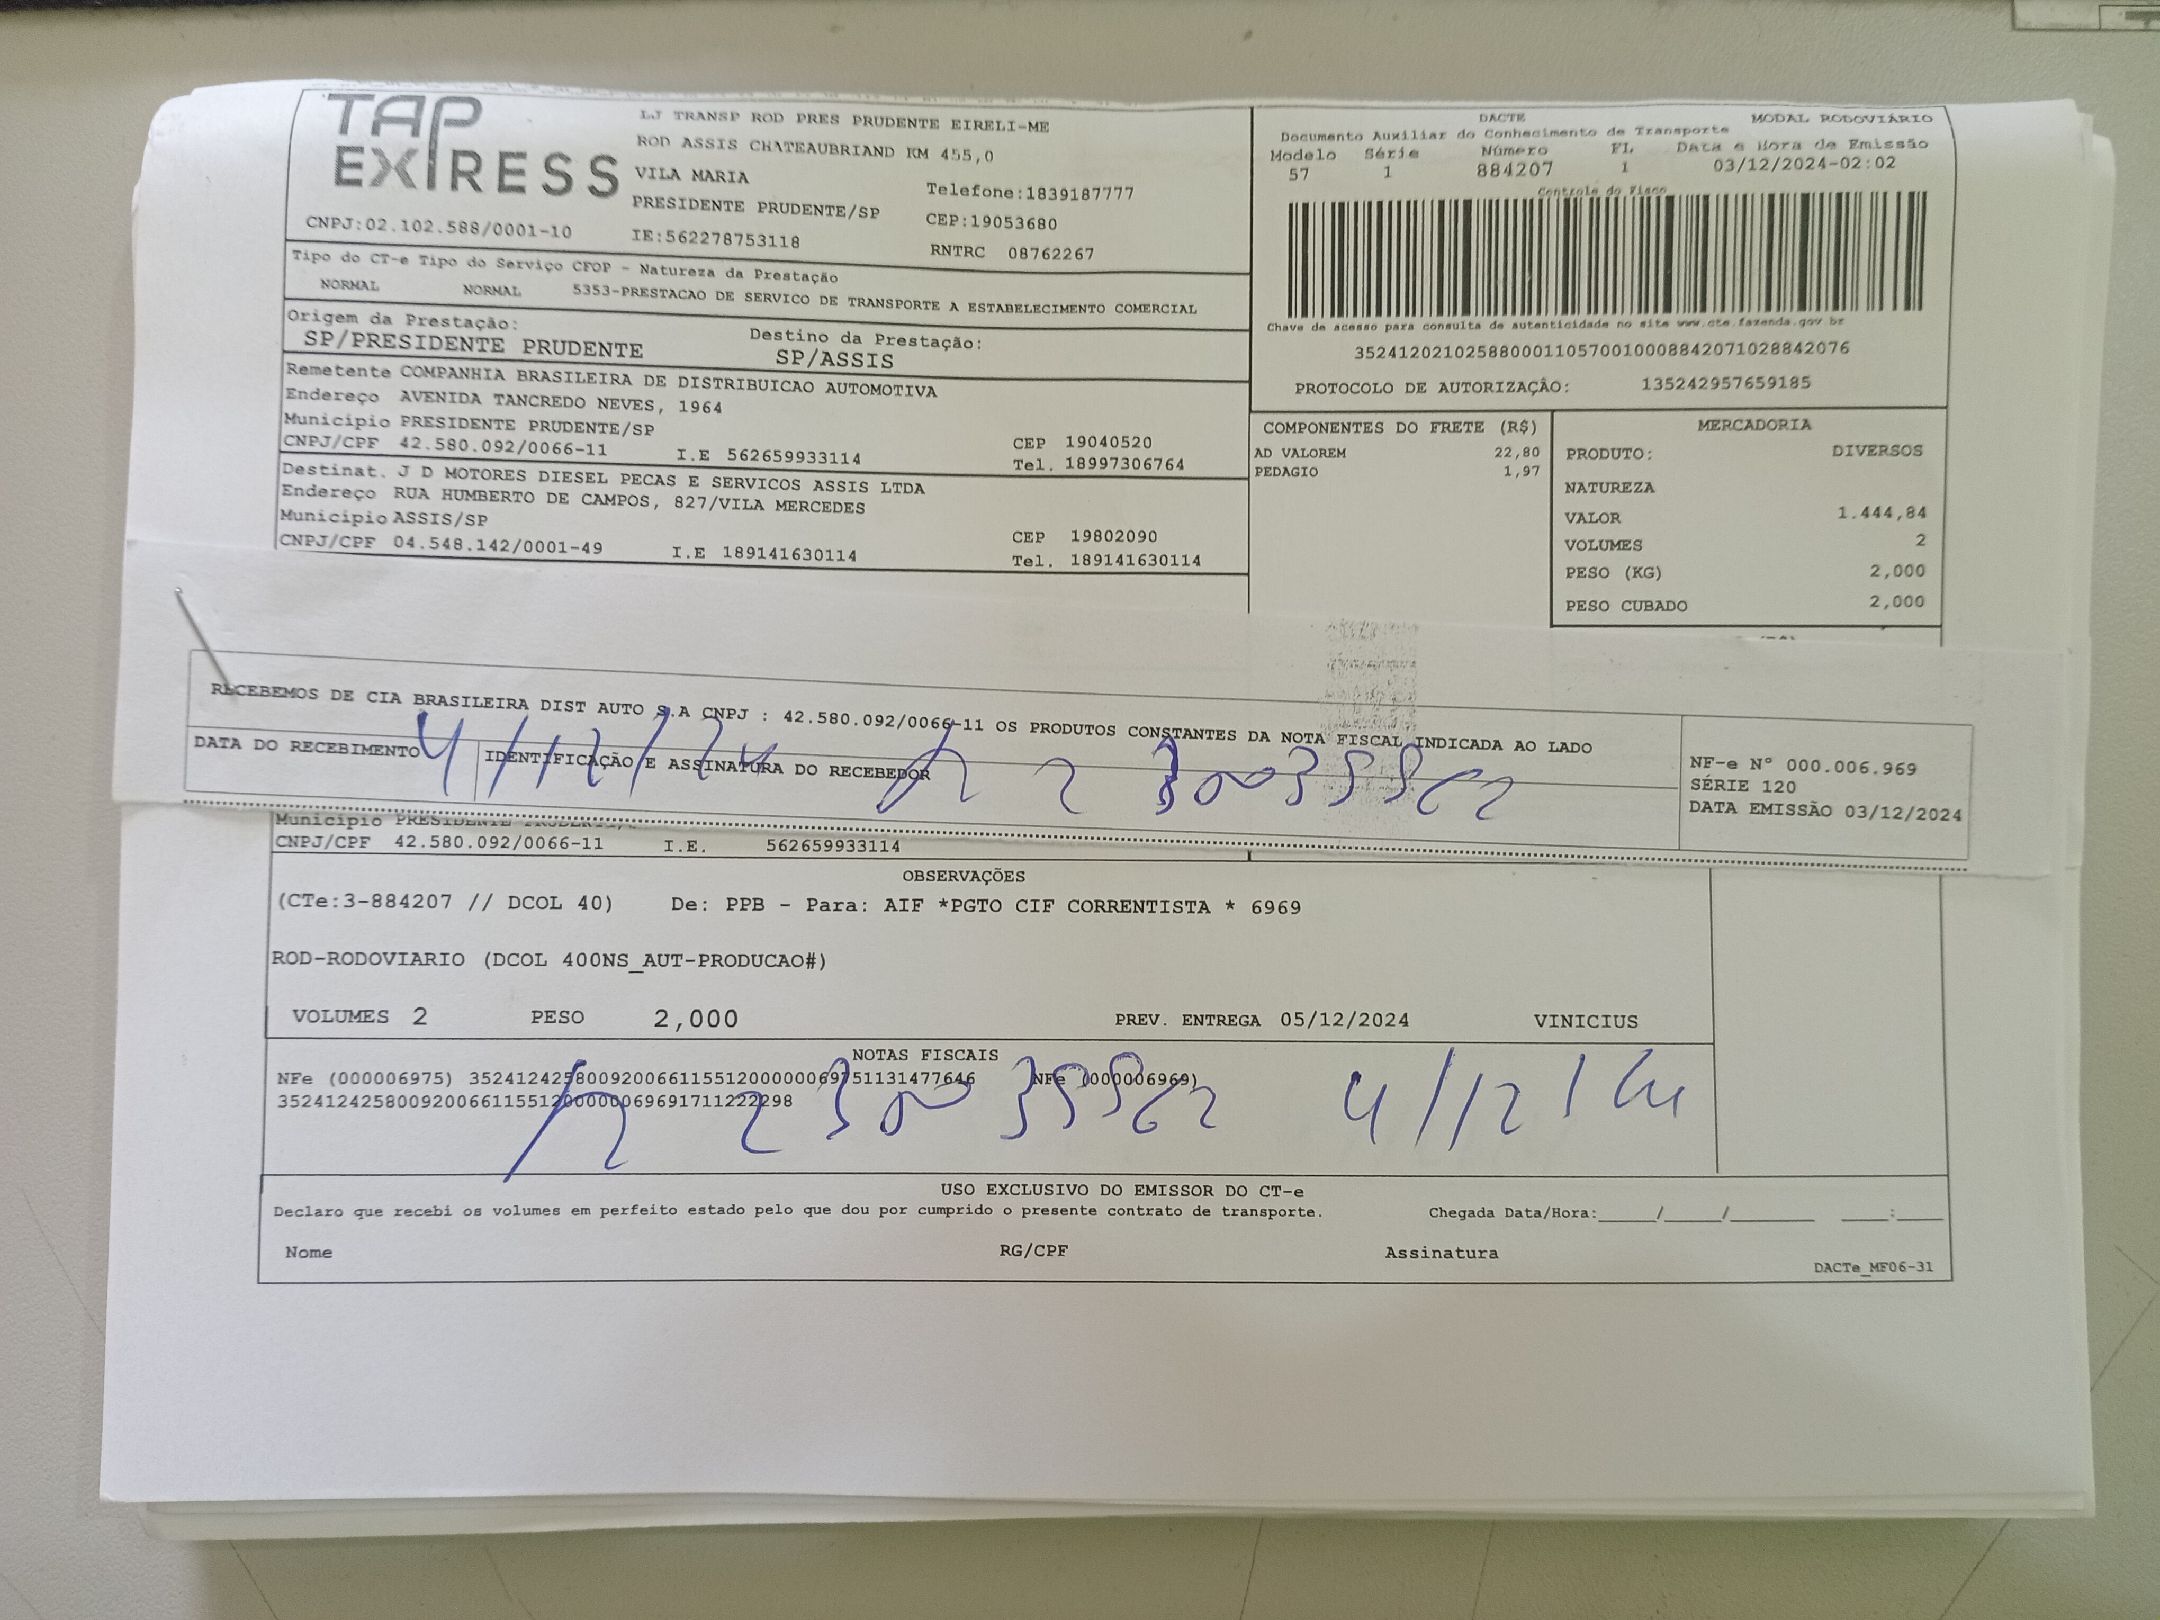 TAP EXPRESS
LJ TRANSP ROD PRES PRUDENTE EIRELI-ME
ROD ASSIS CHATEAUBRIAND KM 455,0
VILA MARIA
Telefone:1839187777
PRESIDENTE PRUDENTE/SP
CEP:19053680
CNPJ:02.102.588/0001-10
IE:562278753118
RNTRC 08762267
DACTE MODAL RODOVIÁRIO
Documento Auxiliar do Conhecimento de Transporte
Modelo Série Número FL Data e Hora de Emissão
57 1 884207 1 03/12/2024-02:02
Controle do Fisco
Chave de acesso para consulta de autenticidade no site www.cte.fazenda.gov br
35241202102588000110570010008842071028842076
PROTOCOLO DE AUTORIZAÇÃO: 135242957659185
Tipo do CT-e Tipo do Serviço CFOP - Natureza da Prestação
NORMAL NORMAL 5353-PRESTACAO DE SERVICO DE TRANSPORTE A ESTABELECIMENTO COMERCIAL
Origem da Prestação: Destino da Prestação:
SP/PRESIDENTE PRUDENTE SP/ASSIS
Remetente COMPANHIA BRASILEIRA DE DISTRIBUICAO AUTOMOTIVA
Endereço AVENIDA TANCREDO NEVES, 1964
Município PRESIDENTE PRUDENTE/SP CEP 19040520
CNPJ/CPF 42.580.092/0066-11 I.E 562659933114 Tel. 18997306764
Destinat. J D MOTORES DIESEL PECAS E SERVICOS ASSIS LTDA
Endereço RUA HUMBERTO DE CAMPOS, 827/VILA MERCEDES
Município ASSIS/SP CEP 19802090
CNPJ/CPF 04.548.142/0001-49 I.E 189141630114 Tel. 189141630114
COMPONENTES DO FRETE (R$)
AD VALOREM 22,80
PEDAGIO 1,97
MERCADORIA
PRODUTO: DIVERSOS
NATUREZA
VALOR 1.444,84
VOLUMES 2
PESO (KG) 2,000
PESO CUBADO 2,000
RECEBEMOS DE CIA BRASILEIRA DIST AUTO S.A CNPJ : 42.580.092/0066-11 OS PRODUTOS CONSTANTES DA NOTA FISCAL INDICADA AO LADO
DATA DO RECEBIMENTO IDENTIFICAÇÃO E ASSINATURA DO RECEBEDOR
4/12/24
NF-e N° 000.006.969
SÉRIE 120
DATA EMISSÃO 03/12/2024
Município
CNPJ/CPF 42.580.092/0066-11 I.E. 562659933114
OBSERVAÇÕES
(CTe:3-884207 // DCOL 40) De: PPB - Para: AIF *PGTO CIF CORRENTISTA * 6969
ROD-RODOVIARIO (DCOL 400NS_AUT-PRODUCAO#)
VOLUMES 2 PESO 2,000 PREV. ENTREGA 05/12/2024 VINICIUS
NOTAS FISCAIS
NFe (000006975) 35241242580092006611551200000069751131477646 NFe (000006969)
35241242580092006611551200000069691711222298
4/12/24
USO EXCLUSIVO DO EMISSOR DO CT-e
Declaro que recebi os volumes em perfeito estado pelo que dou por cumprido o presente contrato de transporte. Chegada Data/Hora:_____/_____/_______ ____:____
Nome RG/CPF Assinatura
DACTe_MF06-31